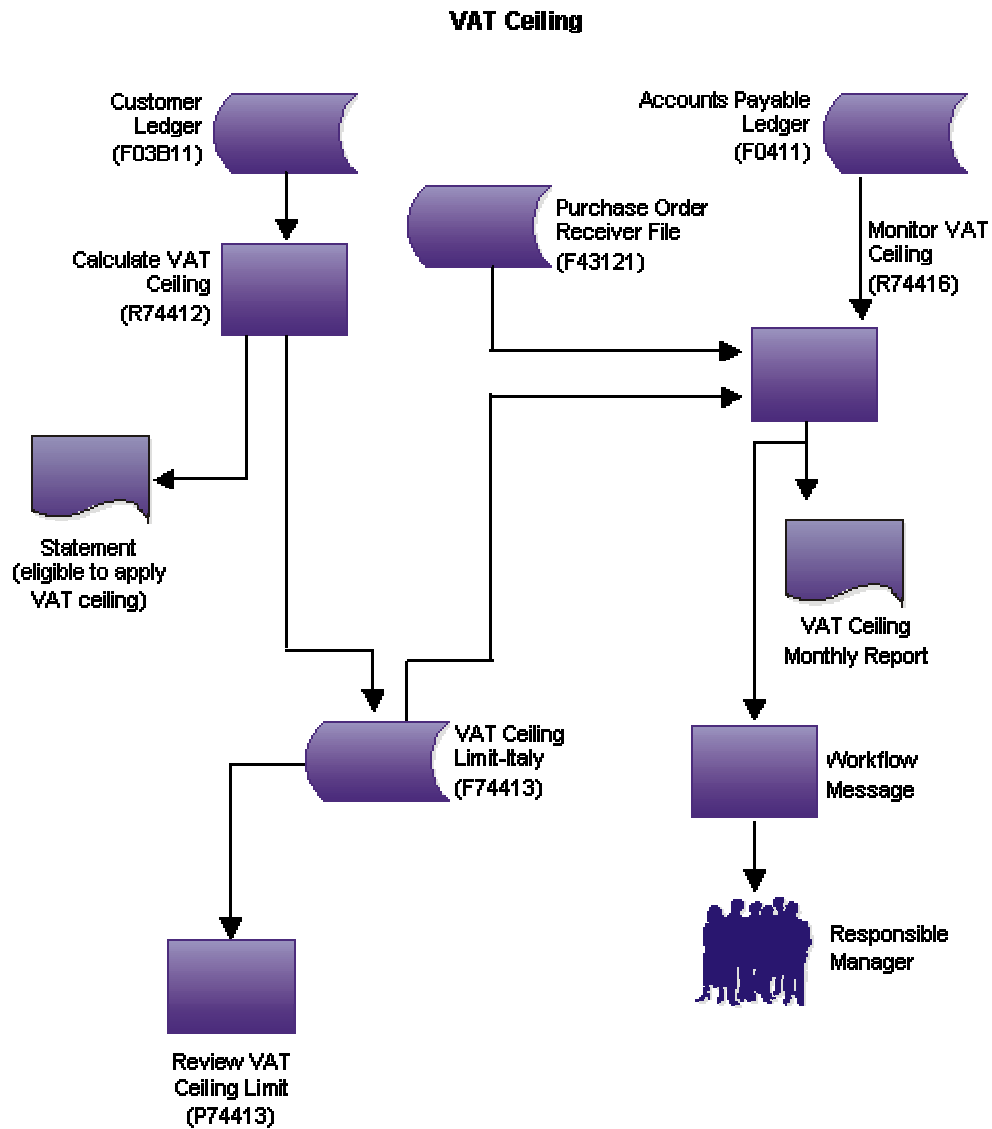 VAT Ceiling
Customer
Ledger
(F03B11)
Accounts Payable
Ledger
(F0411)
Purchase Order
Receiver File
(F43121)
Monitor VAT
Ceiling
(R74416)
Calculate VAT
Ceiling
(R74412)
Statement
(eligible to apply
VAT ceiling)
VAT Ceiling
Monthly Report
VAT Ceiling
Limit-Italy
(F74413)
Workflow
Message
Responsible
Manager
Review VAT
Ceiling Limit
(P74413)